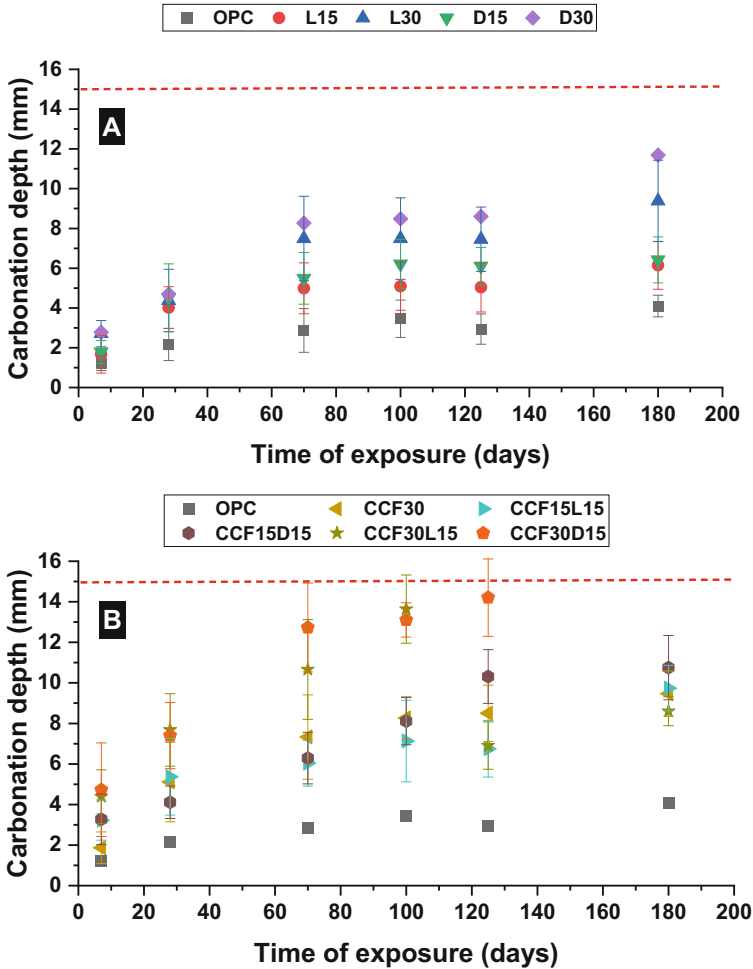 OPC L15 L30 D15 D30
16
14
12
10
8
6
4
2
0
A
Carbonation depth (mm)
0 20 40 60 80 100 120 140 160 180 200
Time of exposure (days)
OPC CCF30 CCF15L15
CCF15D15 CCF30L15 CCF30D15
16
14
12
10
8
6
4
2
0
B
Carbonation depth (mm)
0 20 40 60 80 100 120 140 160 180 200
Time of exposure (days)